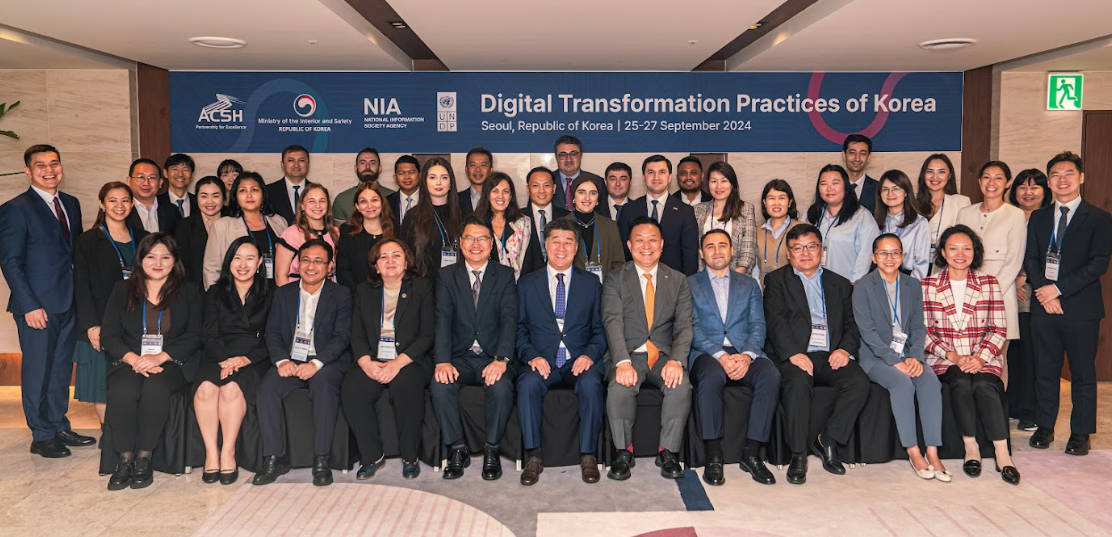 ACSH
Partnership for Excellence
Ministry of the Interior and Safety
REPUBLIC OF KOREA
NIA
NATIONAL INFORMATION
SOCIETY AGENCY
U N
D P
Digital Transformation Practices of Korea
Seoul, Republic of Korea | 25-27 September 2024